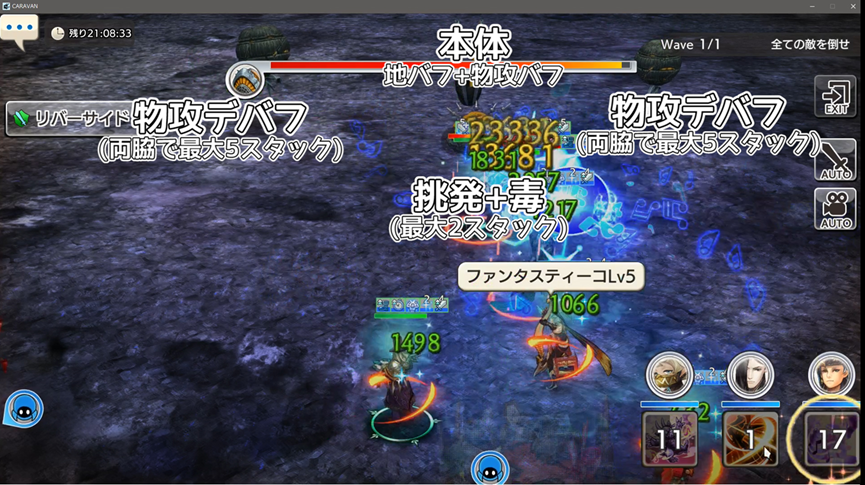 CARAVAN
残り21:08:33
本体
地バフ+物攻バフ
Wave 1/1
全ての敵を倒せ
EXIT
リバーサイド
物攻デバフ
(両脇で最大5スタック)
物攻デバフ
(両脇で最大5スタック)
AUTO
23336
1831
挑発+毒
(最大2スタック)
217
AUTO
ファンタスティーコLv5
1066
1498
11
1
17